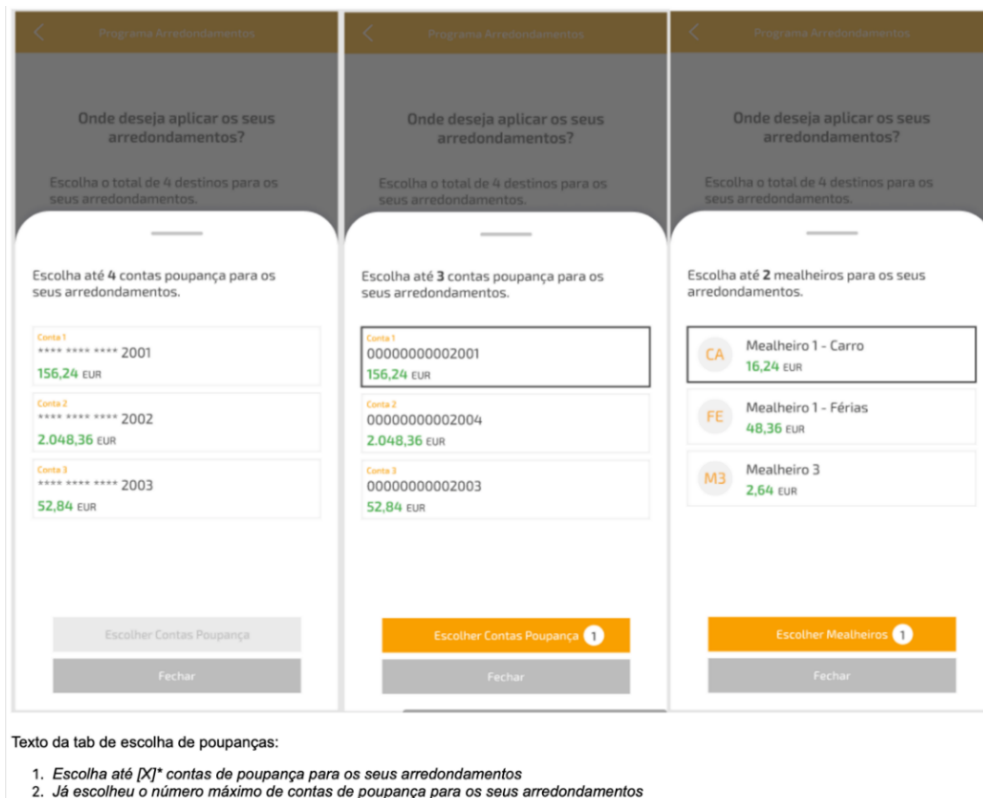 Programa Arredondamentos
Onde deseja aplicar os seus
arredondamentos?
Escolha o total de 4 destinos para os
seus arredondamentos.
Escolha até 4 contas poupança para os
seus arredondamentos.
Conta 1
**** **** **** 2001
156,24 EUR
Conta 2
**** **** **** 2002
2.048,36 EUR
Conta 3
**** **** **** 2003
52,84 EUR
Escolher Contas Poupança
Fechar
Programa Arredondamentos
Onde deseja aplicar os seus
arredondamentos?
Escolha o total de 4 destinos para os
seus arredondamentos.
Escolha até 3 contas poupança para os
seus arredondamentos.
Conta 1
00000000002001
156,24 EUR
Conta 2
00000000002004
2.048,36 EUR
Conta 3
00000000002003
52,84 EUR
Escolher Contas Poupança 1
Fechar
Programa Arredondamentos
Onde deseja aplicar os seus
arredondamentos?
Escolha o total de 4 destinos para os
seus arredondamentos.
Escolha até 2 mealheiros para os seus
arredondamentos.
CA
Mealheiro 1 - Carro
16,24 EUR
FE
Mealheiro 1 - Férias
48,36 EUR
M3
Mealheiro 3
2,64 EUR
Escolher Mealheiros 1
Fechar
Texto da tab de escolha de poupanças:
1. Escolha até [X]* contas de poupança para os seus arredondamentos
2. Já escolheu o número máximo de contas de poupança para os seus arredondamentos